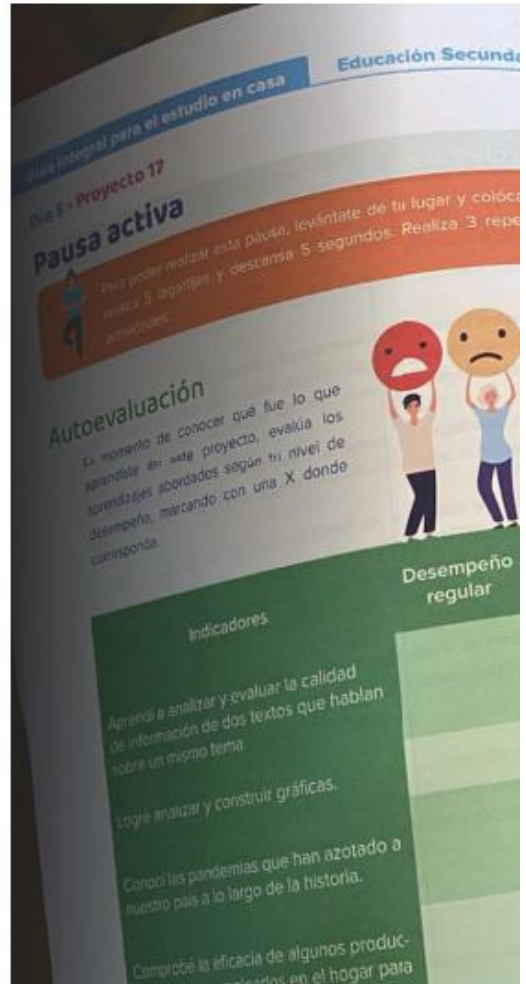 Guía Integral para el estudio en casa
Educación Secunda
Día 5 - Proyecto 17
Pausa activa
Para poder realizar esta pausa, levántate de tu lugar y colóca
realiza 5 lagartijas y descansa 5 segundos. Realiza 3 repe
actividades.
Autoevaluación
Es momento de conocer qué fue lo que
aprendiste en este proyecto, evalúa los
aprendizajes abordados según tu nivel de
desempeño, marcando con una X donde
corresponda.
Indicadores
Desempeño
regular
Aprendí a analizar y evaluar la calidad
de información de dos textos que hablan
sobre un mismo tema.
Logré analizar y construir gráficas.
Conocí las pandemias que han azotado a
nuestro país a lo largo de la historia.
Comprobé la eficacia de algunos produc-
en el hogar para